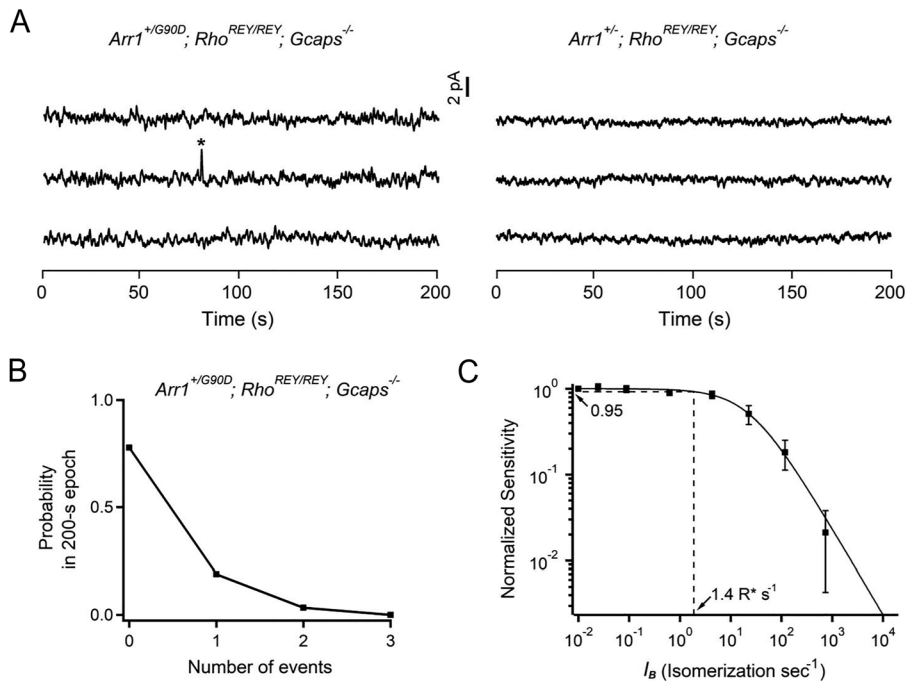 A
Arr1+/G90D; RhoREY/REY; Gcaps-/-
Arr1+/-; RhoREY/REY; Gcaps-/-
2 pA
*
0 50 100 150 200
Time (s)
0 50 100 150 200
Time (s)
B
Arr1+/G90D; RhoREY/REY; Gcaps-/-
1.0
0.5
0.0
Probability
in 200-s epoch
0 1 2 3
Number of events
C
10^0
10^-1
10^-2
Normalized Sensitivity
0.95
1.4 R* s-1
10^-2 10^-1 10^0 10^1 10^2 10^3 10^4
IB (Isomerization sec-1)